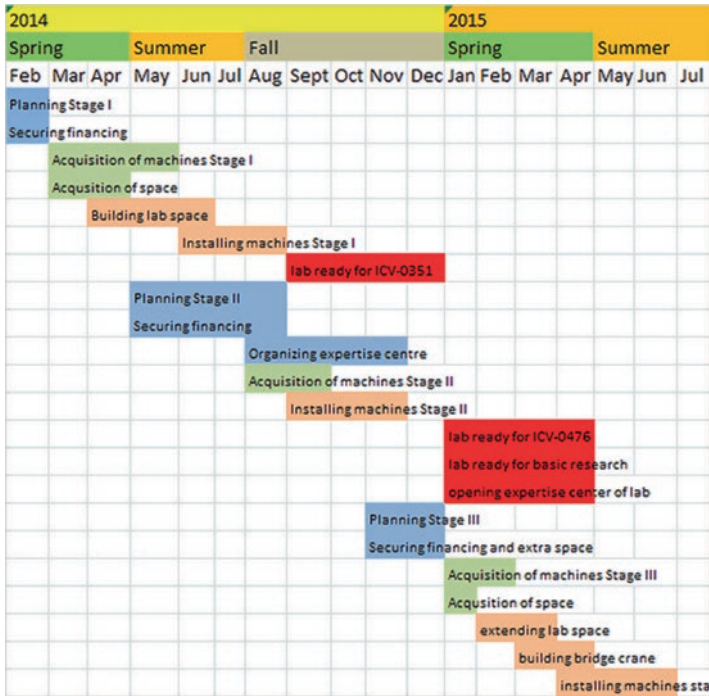 2014 2015
Spring Summer Fall Spring Summer
Feb Mar Apr May Jun Jul Aug Sept Oct Nov Dec Jan Feb Mar Apr May Jun Jul
Planning Stage I
Securing financing
Acquisition of machines Stage I
Acqusition of space
Building lab space
Installing machines Stage I
lab ready for ICV-0351
Planning Stage II
Securing financing
Organizing expertise centre
Acquisition of machines Stage II
Installing machines Stage II
lab ready for ICV-0476
lab ready for basic research
opening expertise center of lab
Planning Stage III
Securing financing and extra space
Acquisition of machines Stage III
Acqusition of space
extending lab space
building bridge crane
installing machines sta